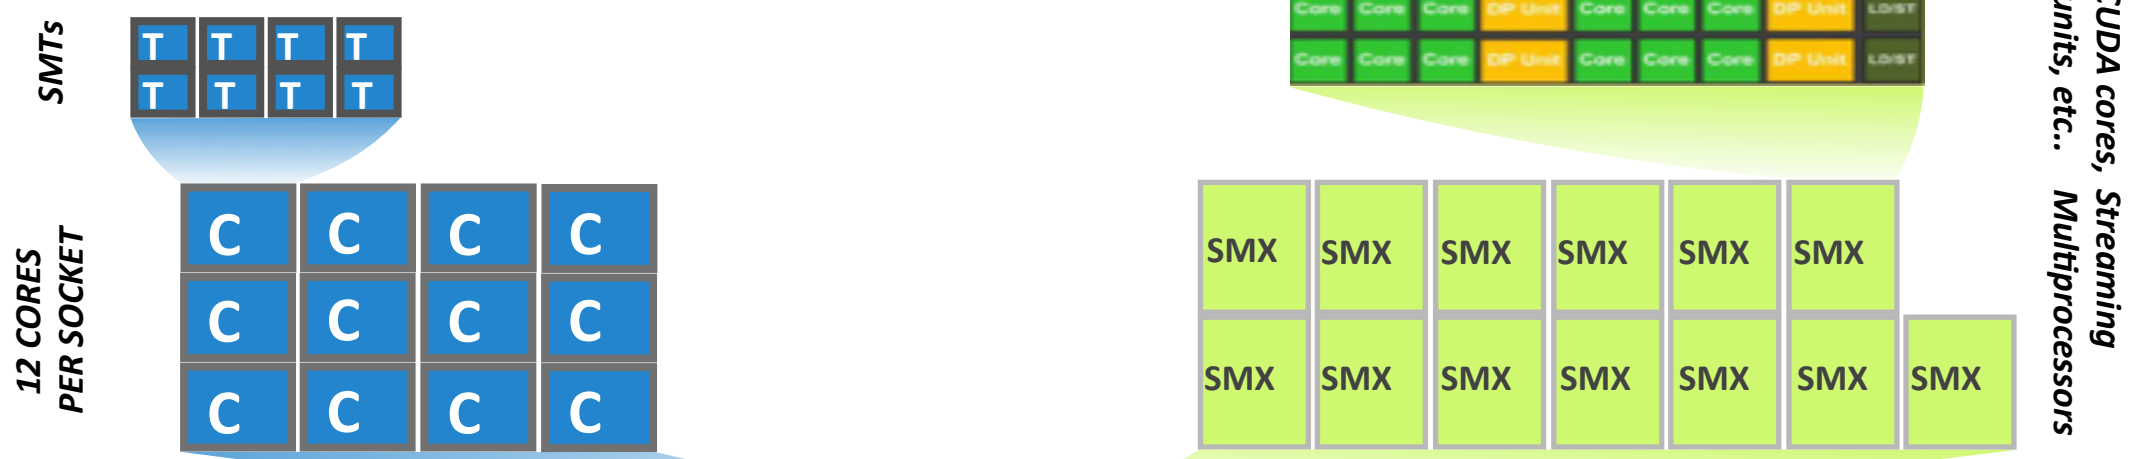 SMTs
T T T T
T T T T
12 CORES
PER SOCKET
C C C C
C C C C
C C C C
Core Core Core DP Unit Core Core Core DP Unit LD/ST
Core Core Core DP Unit Core Core Core DP Unit LD/ST
SMX SMX SMX SMX SMX SMX
SMX SMX SMX SMX SMX SMX SMX
CUDA cores,
units, etc..
Streaming
Multiprocessors